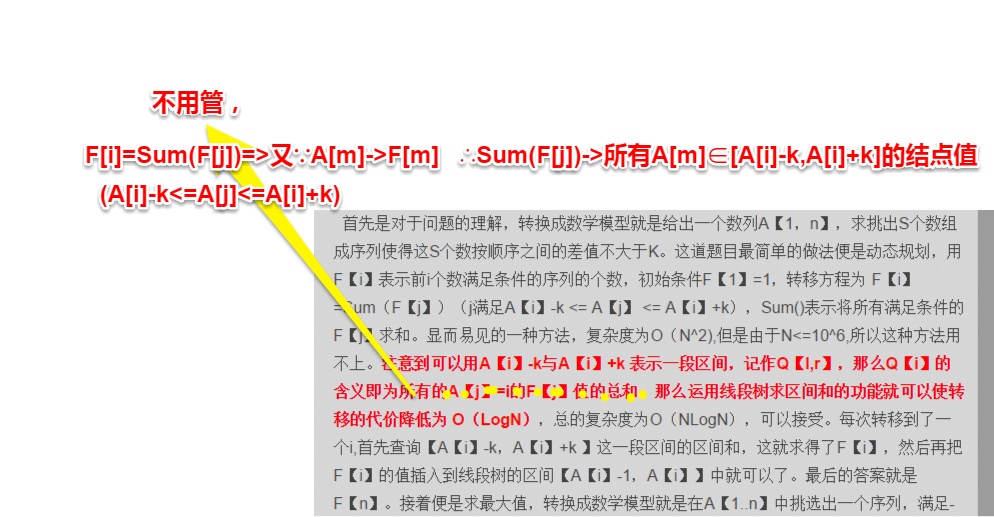 不用管，
F[i]=Sum(F[j])=>又∵A[m]->F[m] ∴Sum(F[j])->所有A[m]∈[A[i]-k,A[i]+k]的结点值
(A[i]-k<=A[j]<=A[i]+k)
首先是对于问题的理解，转换成数学模型就是给出一个数列A【1，n】，求挑出S个数组
成序列使得这S个数按顺序之间的差值不大于K。这道题目最简单的做法便是动态规划，用
F【i】表示前i个数满足条件的序列的个数，初始条件F【1】=1，转移方程为 F【i】
=Sum（F【j】）（j满足A【i】-k <= A【j】 <= A【i】+k），Sum()表示将所有满足条件的
F【j】求和。显而易见的一种方法，复杂度为O（N^2),但是由于N<=10^6,所以这种方法用
不上。注意到可以用A【i】-k与A【i】+k 表示一段区间，记作Q【l,r】，那么Q【i】的
含义即为所有的A【j】=i的F【j】值的总和。那么运用线段树求区间和的功能就可以使转
移的代价降低为 O（LogN），总的复杂度为O（NLogN），可以接受。每次转移到了一
个i,首先查询【A【i】-k，A【i】+k 】这一段区间的区间和，这就求得了F【i】，然后再把
F【i】的值插入到线段树的区间【A【i】-1，A【i】】中就可以了。最后的答案就是
F【n】。接着便是求最大值，转换成数学模型就是在A【1..n】中挑选出一个序列，满足-